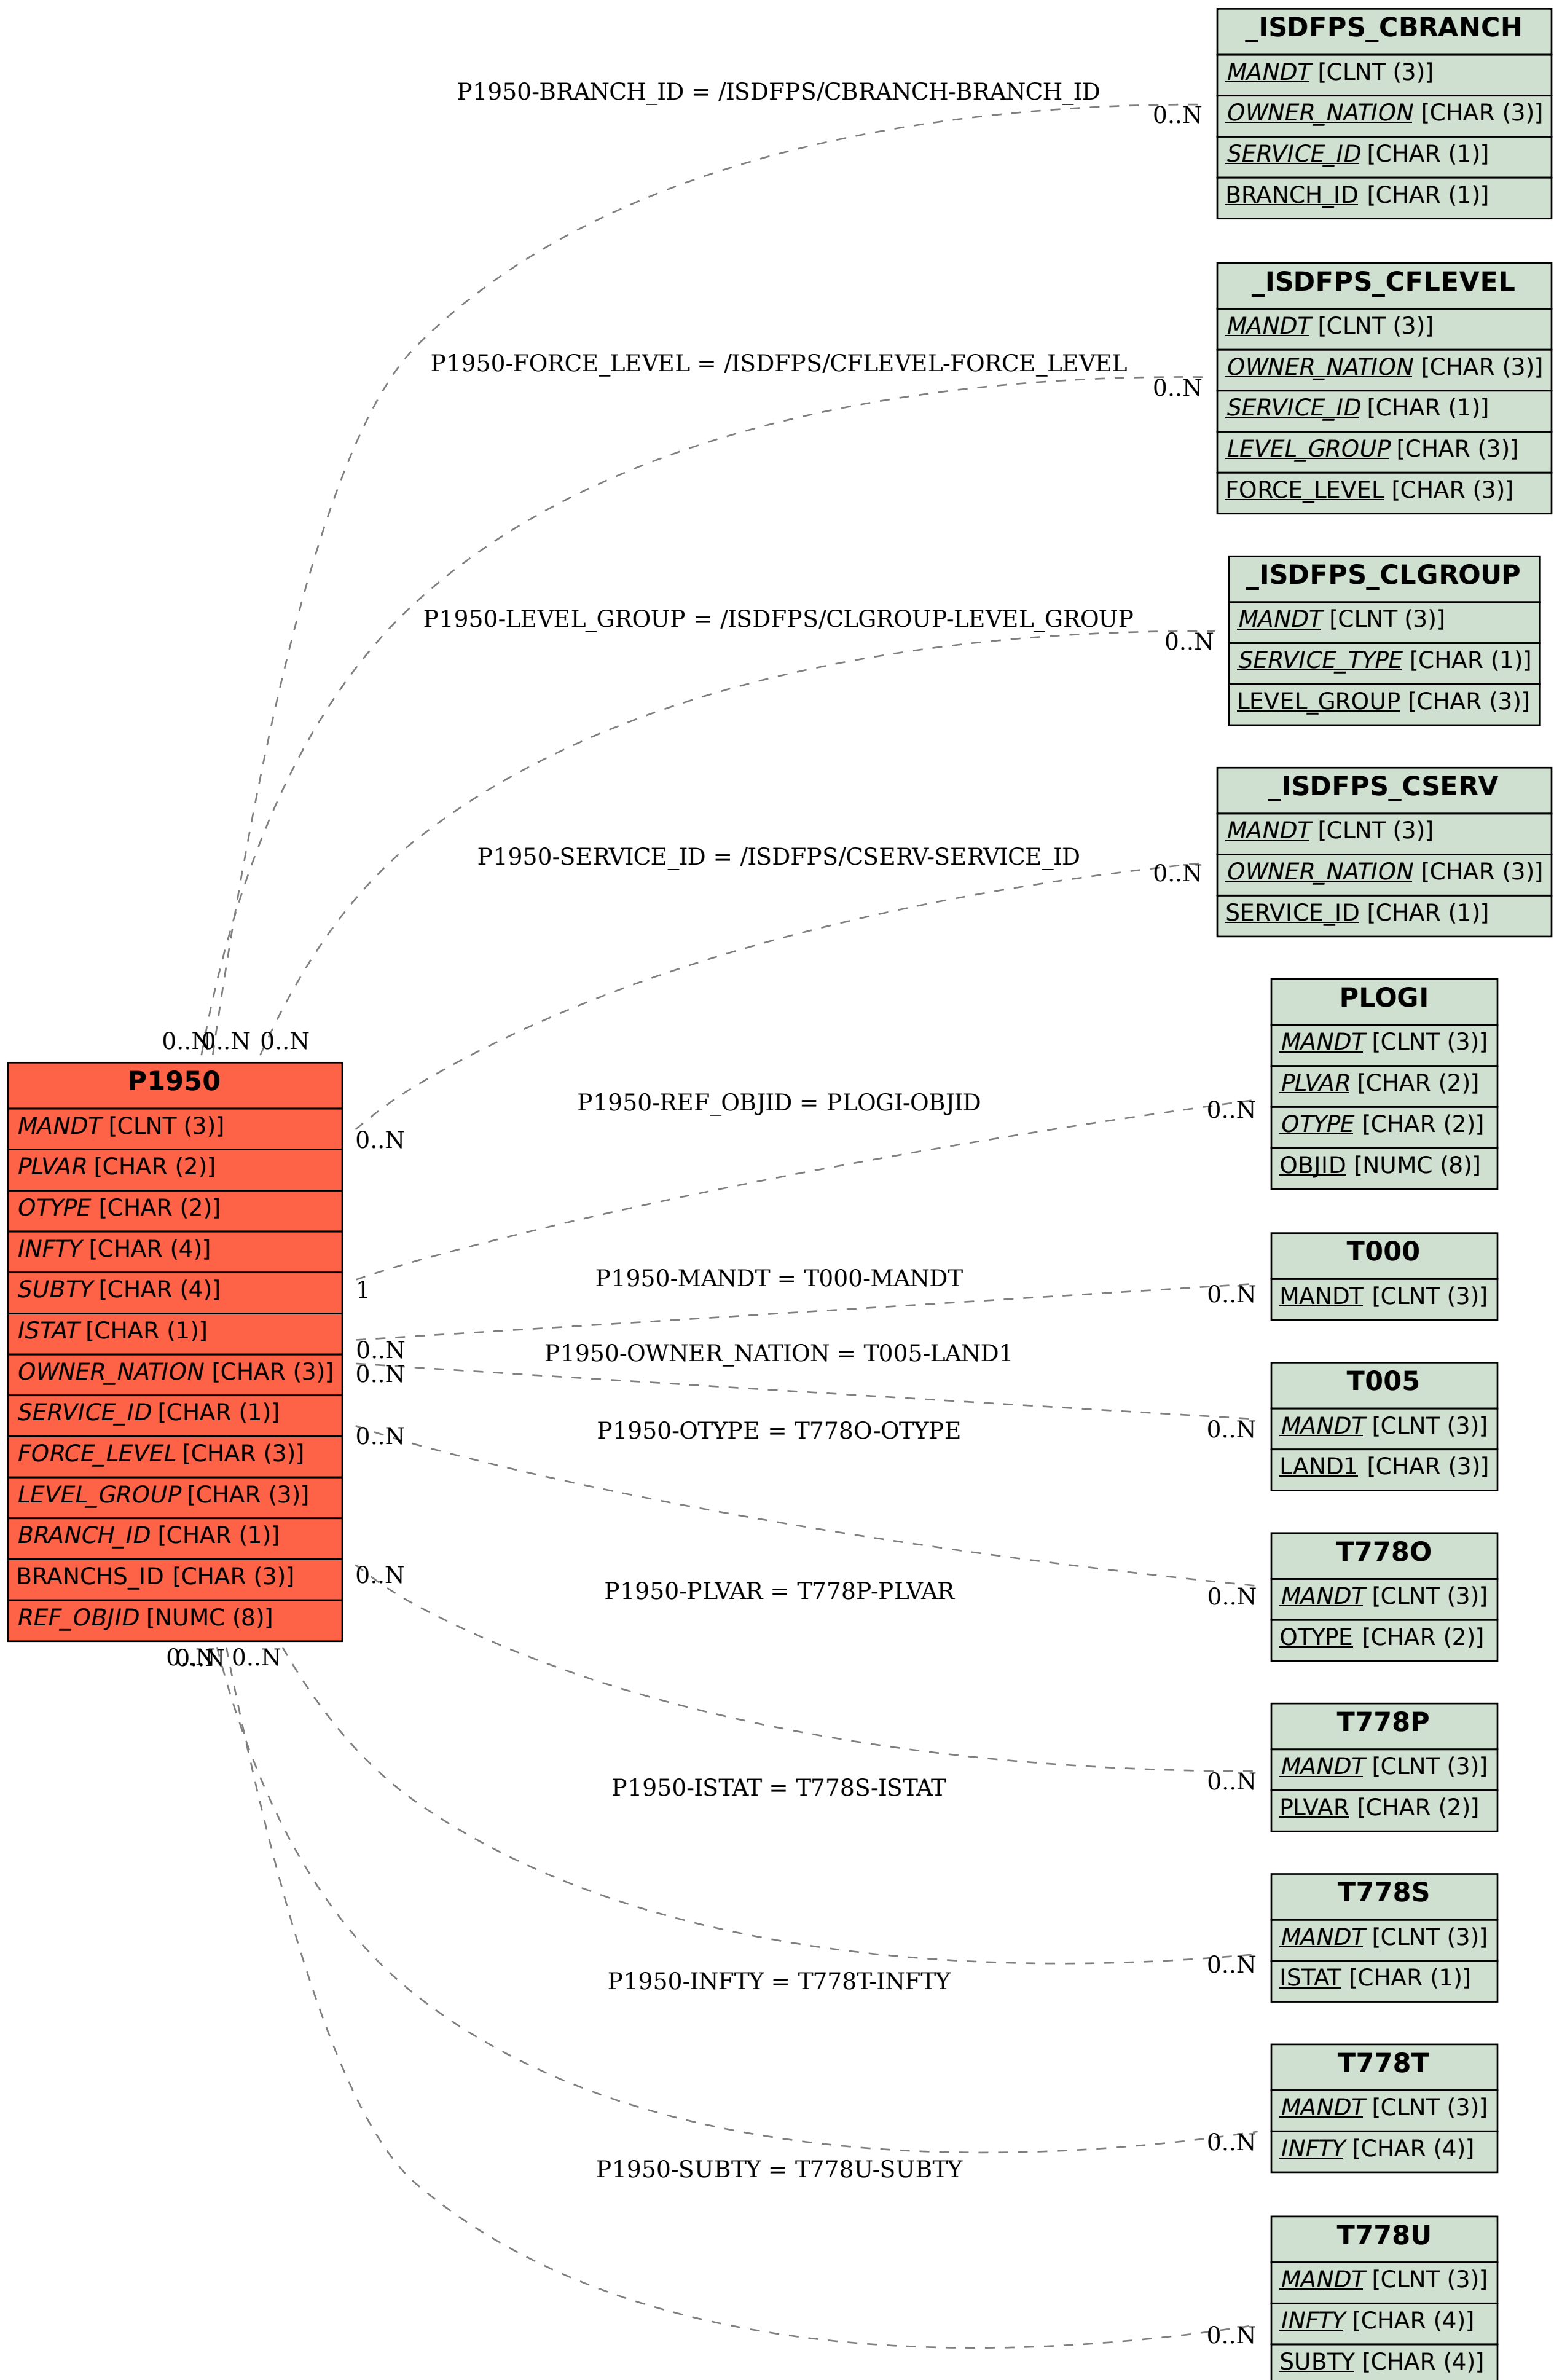 _ISDFPS_CBRANCH
MANDT [CLNT (3)]
OWNER_NATION [CHAR (3)]
SERVICE_ID [CHAR (1)]
BRANCH_ID [CHAR (1)]
P1950-BRANCH_ID = /ISDFPS/CBRANCH-BRANCH_ID
0..N
_ISDFPS_CFLEVEL
MANDT [CLNT (3)]
OWNER_NATION [CHAR (3)]
SERVICE_ID [CHAR (1)]
LEVEL_GROUP [CHAR (3)]
FORCE_LEVEL [CHAR (3)]
P1950-FORCE_LEVEL = /ISDFPS/CFLEVEL-FORCE_LEVEL
0..N
_ISDFPS_CLGROUP
MANDT [CLNT (3)]
SERVICE_TYPE [CHAR (1)]
LEVEL_GROUP [CHAR (3)]
P1950-LEVEL_GROUP = /ISDFPS/CLGROUP-LEVEL_GROUP
0..N
_ISDFPS_CSERV
MANDT [CLNT (3)]
OWNER_NATION [CHAR (3)]
SERVICE_ID [CHAR (1)]
P1950-SERVICE_ID = /ISDFPS/CSERV-SERVICE_ID
0..N
0..N
0..N
0..N
P1950
MANDT [CLNT (3)]
PLVAR [CHAR (2)]
OTYPE [CHAR (2)]
INFTY [CHAR (4)]
SUBTY [CHAR (4)]
ISTAT [CHAR (1)]
OWNER_NATION [CHAR (3)]
SERVICE_ID [CHAR (1)]
FORCE_LEVEL [CHAR (3)]
LEVEL_GROUP [CHAR (3)]
BRANCH_ID [CHAR (1)]
BRANCHS_ID [CHAR (3)]
REF_OBJID [NUMC (8)]
0..N
1
0..N
0..N
0..N
0..N
0..N
0..N
0..N
PLOGI
MANDT [CLNT (3)]
PLVAR [CHAR (2)]
OTYPE [CHAR (2)]
OBJID [NUMC (8)]
P1950-REF_OBJID = PLOGI-OBJID
0..N
T000
MANDT [CLNT (3)]
P1950-MANDT = T000-MANDT
0..N
T005
MANDT [CLNT (3)]
LAND1 [CHAR (3)]
P1950-OWNER_NATION = T005-LAND1
0..N
T778O
MANDT [CLNT (3)]
OTYPE [CHAR (2)]
P1950-OTYPE = T778O-OTYPE
0..N
T778P
MANDT [CLNT (3)]
PLVAR [CHAR (2)]
P1950-PLVAR = T778P-PLVAR
0..N
T778S
MANDT [CLNT (3)]
ISTAT [CHAR (1)]
P1950-ISTAT = T778S-ISTAT
0..N
T778T
MANDT [CLNT (3)]
INFTY [CHAR (4)]
P1950-INFTY = T778T-INFTY
0..N
T778U
MANDT [CLNT (3)]
INFTY [CHAR (4)]
SUBTY [CHAR (4)]
P1950-SUBTY = T778U-SUBTY
0..N